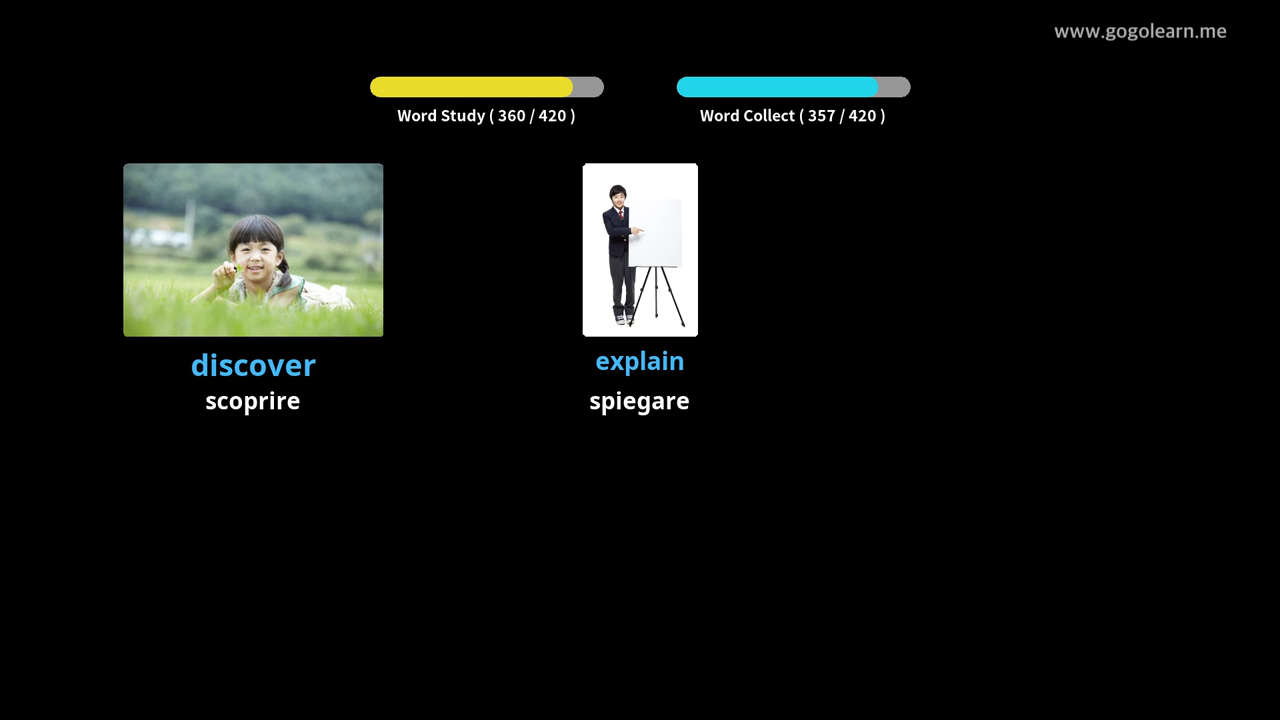 www.gogolearn.me
Word Study ( 360 / 420 )
Word Collect ( 357 / 420 )
discover
scoprire
explain
spiegare